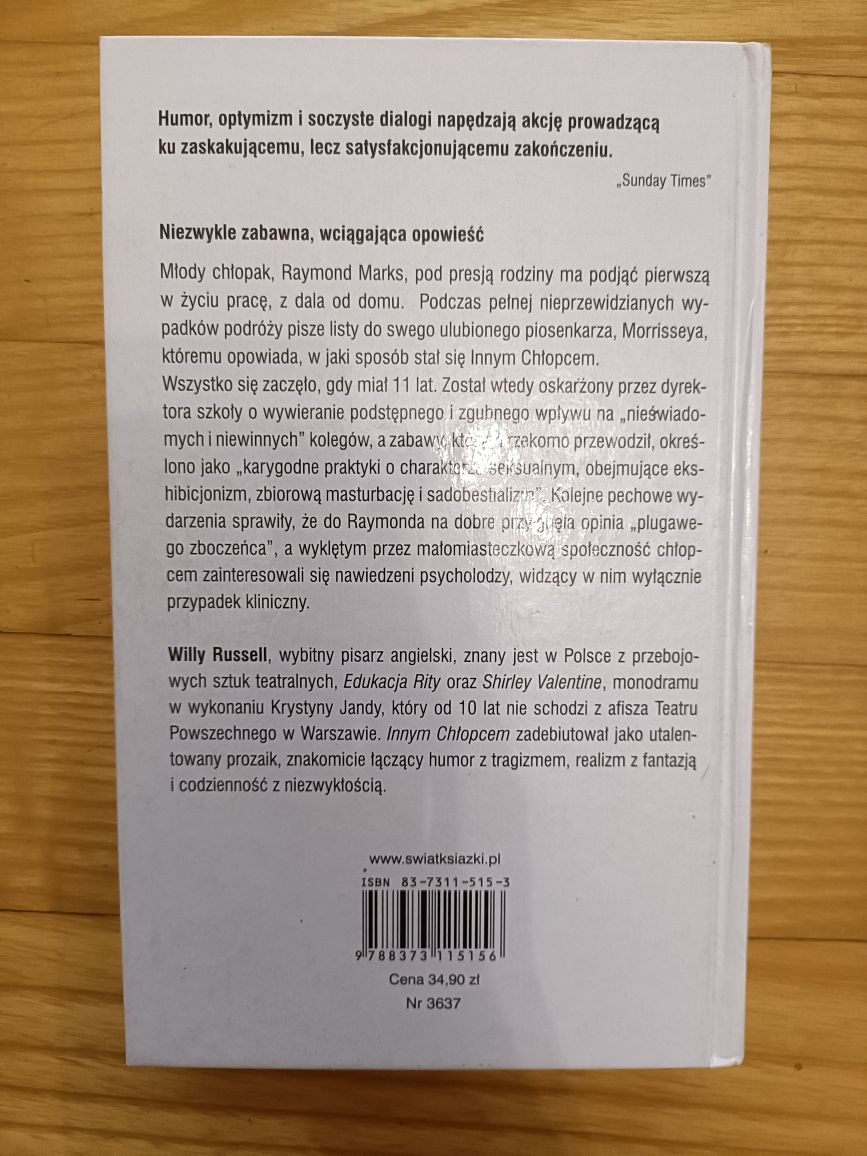 Humor, optymizm i soczyste dialogi napędzają akcję prowadzącą
ku zaskakującemu, lecz satysfakcjonującemu zakończeniu.
„Sunday Times”
Niezwykle zabawna, wciągająca opowieść
Młody chłopak, Raymond Marks, pod presją rodziny ma podjąć pierwszą
w życiu pracę, z dala od domu. Podczas pełnej nieprzewidzianych wy-
padków podróży pisze listy do swego ulubionego piosenkarza, Morrisseya,
któremu opowiada, w jaki sposób stał się Innym Chłopcem.
Wszystko się zaczęło, gdy miał 11 lat. Został wtedy oskarżony przez dyrek-
tora szkoły o wywieranie podstępnego i zgubnego wpływu na „nieświado-
mych i niewinnych” kolegów, a zabawy, rzekomo przewodził, okreś-
lono jako „karygodne praktyki o charakterze seksualnym, obejmujące eks-
hibicjonizm, zbiorową masturbację i sadobestializm”. Kolejne pechowe wy-
darzenia sprawiły, że do Raymonda na dobre przylgnęła opinia „plugawe-
go zboczeńca”, a wyklętym przez małomiasteczkową społeczność chłop-
cem zainteresowali się nawiedzeni psycholodzy, widzący w nim wyłącznie
przypadek kliniczny.
Willy Russell, wybitny pisarz angielski, znany jest w Polsce z przebojo-
wych sztuk teatralnych, Edukacja Rity oraz Shirley Valentine, monodramu
w wykonaniu Krystyny Jandy, który od 10 lat nie schodzi z afisza Teatru
Powszechnego w Warszawie. Innym Chłopcem zadebiutował jako utalen-
towany prozaik, znakomicie łączący humor z tragizmem, realizm z fantazją
i codzienność z niezwykłością.
www.swiatksiazki.pl
ISBN 83-7311-515-3
9 788373 115156
Cena 34,90 zł
Nr 3637